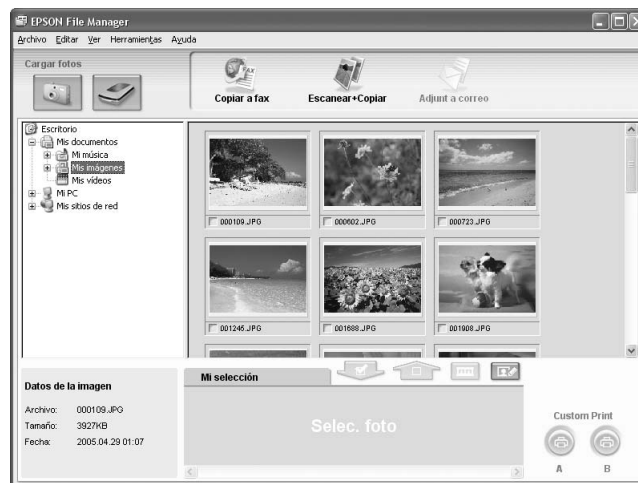 EPSON File Manager
Archivo Editar Ver Herramientas Ayuda
Cargar fotos
Copiar a fax
Escanear+Copiar
Adjunt a correo
Escritorio
Mis documentos
Mi música
Mis imágenes
Mis vídeos
Mi PC
Mis sitios de red
000109.JPG
000602.JPG
000723.JPG
001245.JPG
001688.JPG
001908.JPG
Datos de la imagen
Archivo: 000109.JPG
Tamaño: 3927KB
Fecha: 2005.04.29 01:07
Mi selección
Selec. foto
Custom Print
A B